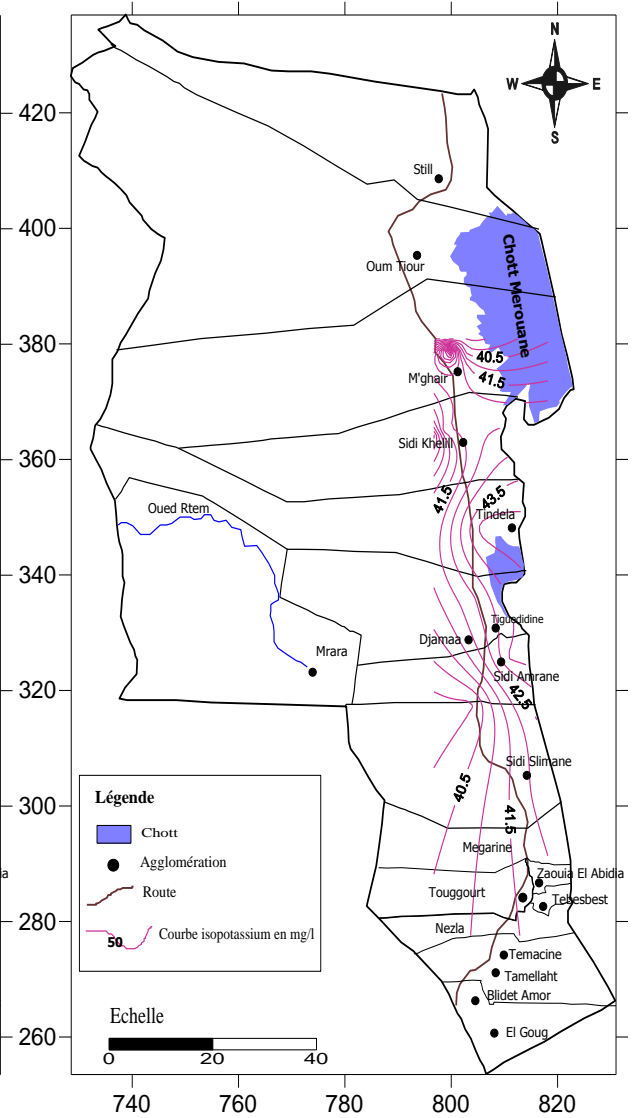 N
W E
S
420
400
380
360
340
320
300
280
260
Still
Oum Tiour
Chott Merouane
40.5
M'ghair
41.5
Sidi Khelil
41.5
43.5
Oued Rtem
Tindela
Tiguedidine
Djamaa
Mrara
Sidi Amrane
42.5
Sidi Slimane
40.5
41.5
Megarine
Zaouia El Abidia
Touggourt
Tebesbest
Nezla
Temacine
Tamellaht
Blidet Amor
El Goug
Légende
Chott
Agglomération
Route
50 Courbe isopotassium en mg/l
Echelle
0 20 40
740 760 780 800 820